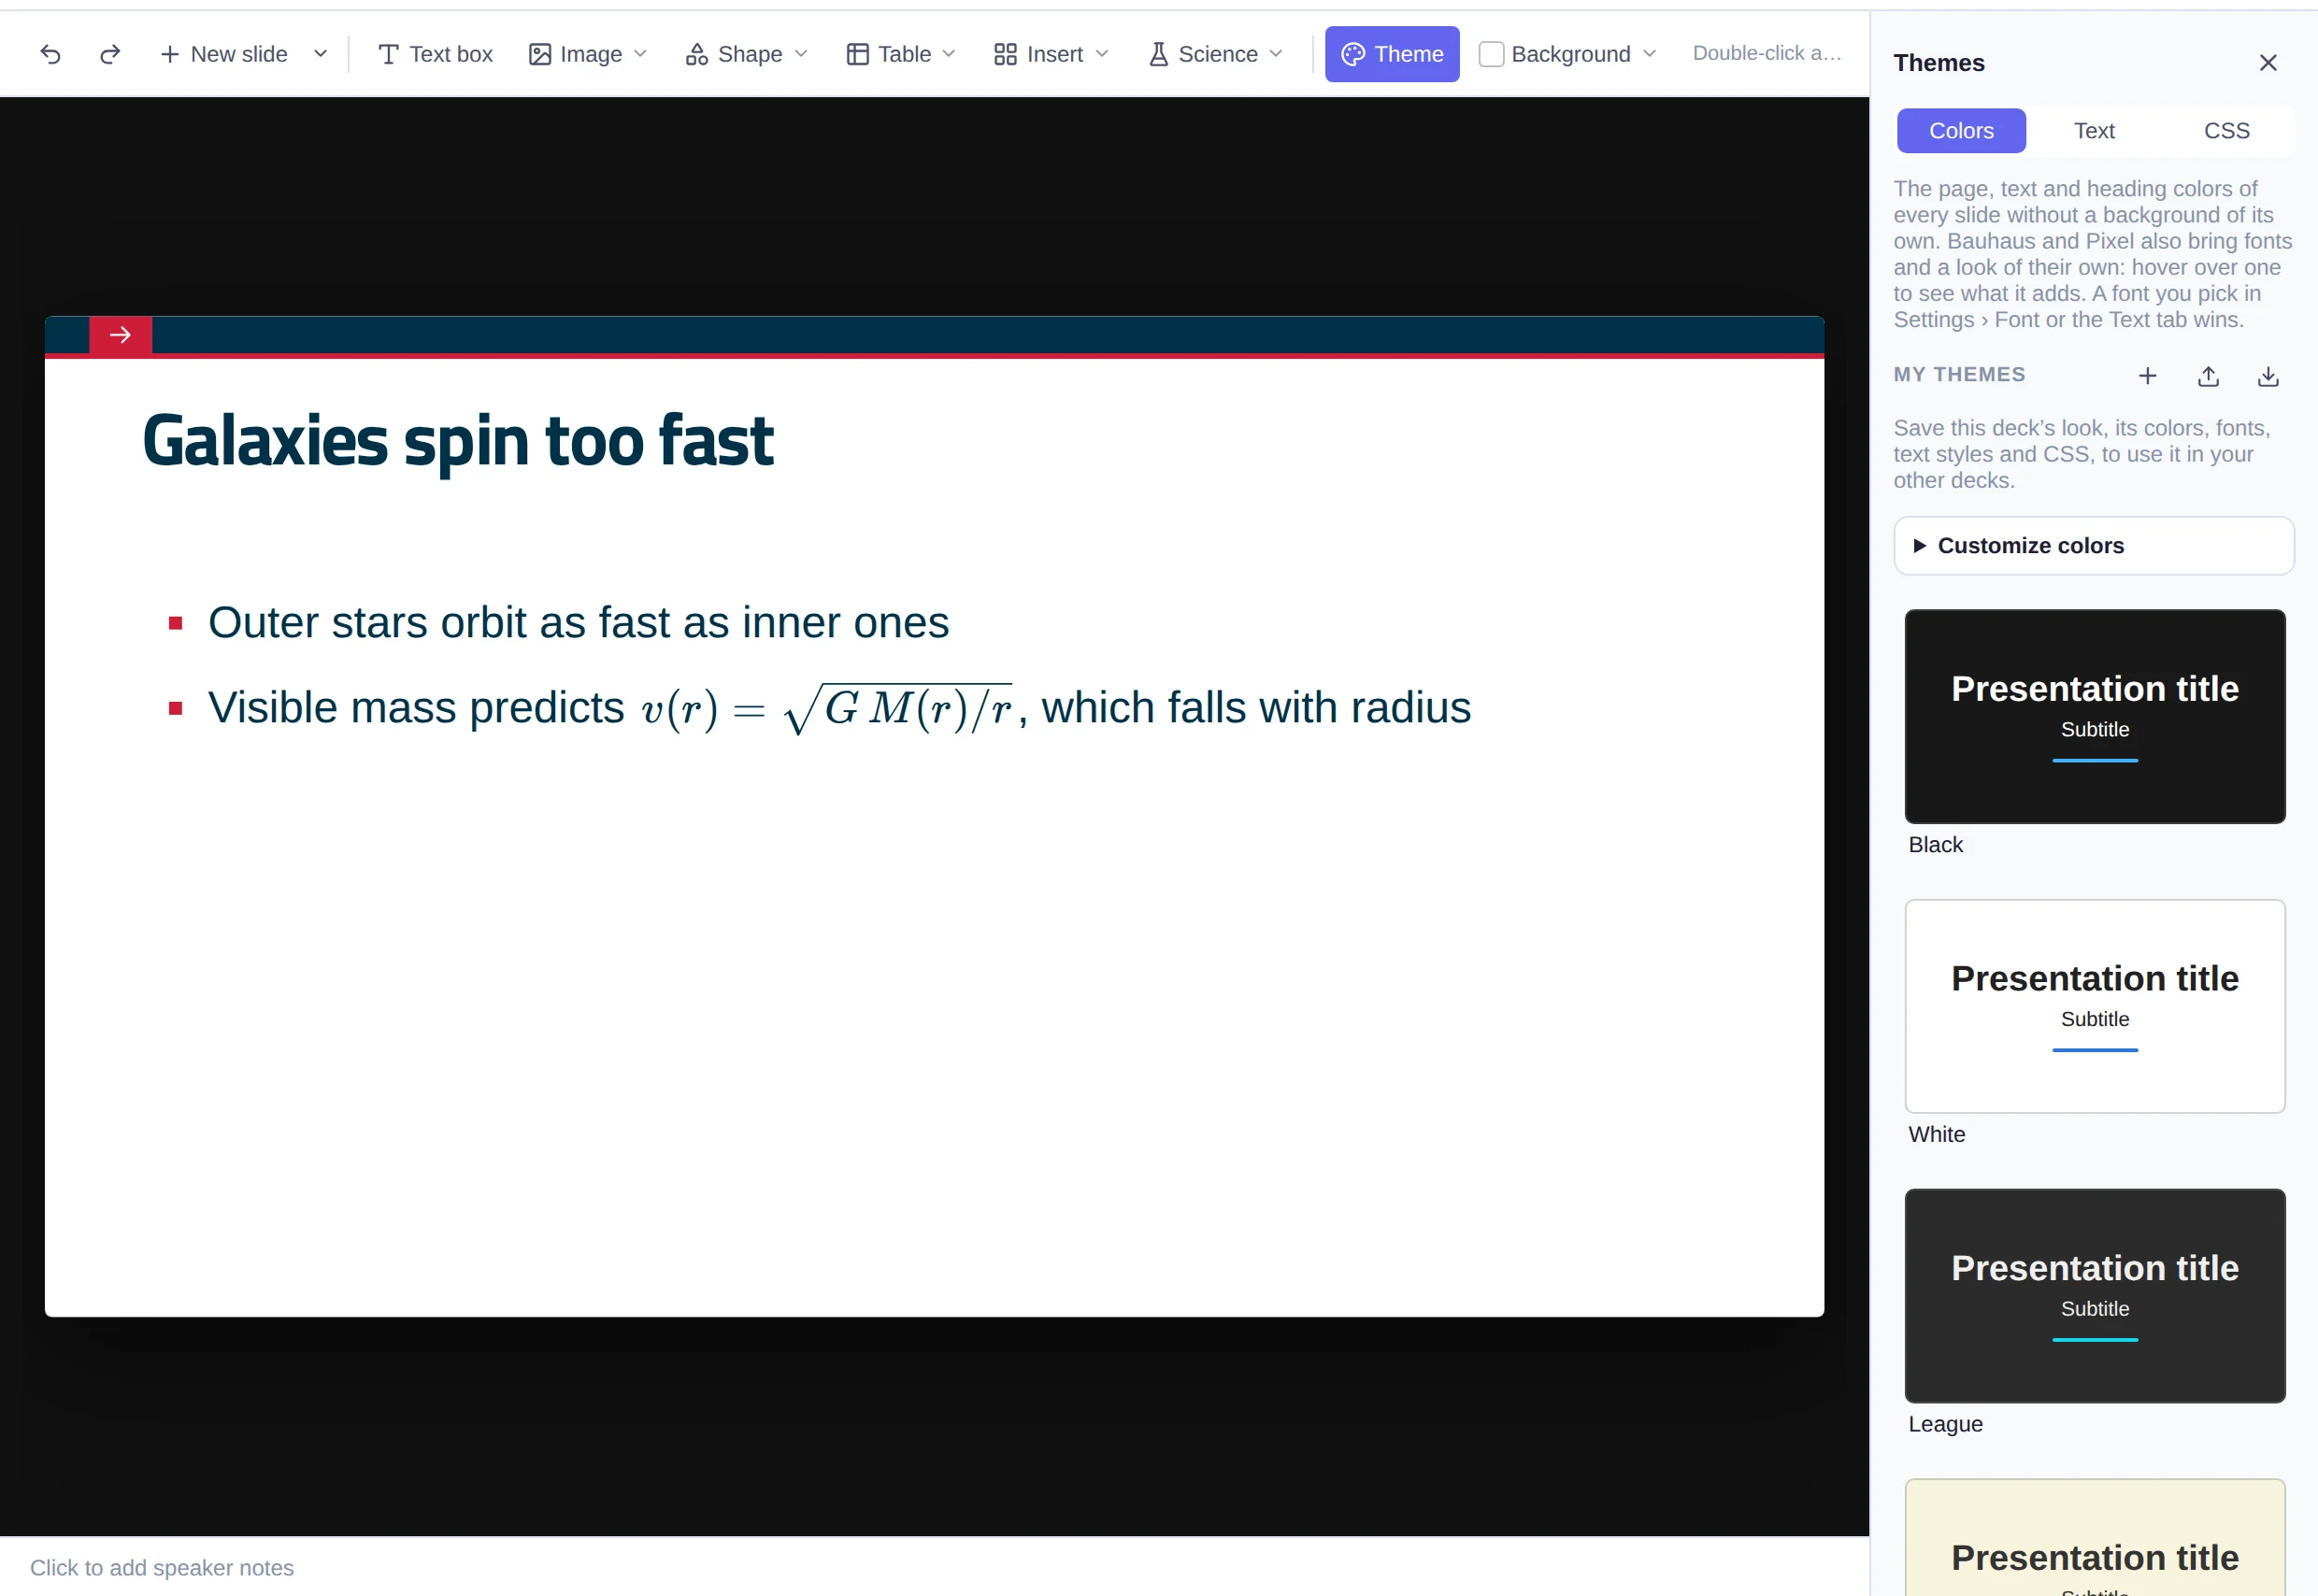 New slide Text box Image Shape Table Insert Science Theme Background Double-click a…
Galaxies spin too fast
Outer stars orbit as fast as inner ones
Visible mass predicts v(r) = √G M(r)/r, which falls with radius
Click to add speaker notes
Themes
Colors Text CSS
The page, text and heading colors of
every slide without a background of its
own. Bauhaus and Pixel also bring fonts
and a look of their own: hover over one
to see what it adds. A font you pick in
Settings › Font or the Text tab wins.
MY THEMES
Save this deck’s look, its colors, fonts,
text styles and CSS, to use it in your
other decks.
Customize colors
Presentation title
Subtitle
Black
Presentation title
Subtitle
White
Presentation title
Subtitle
League
Presentation title